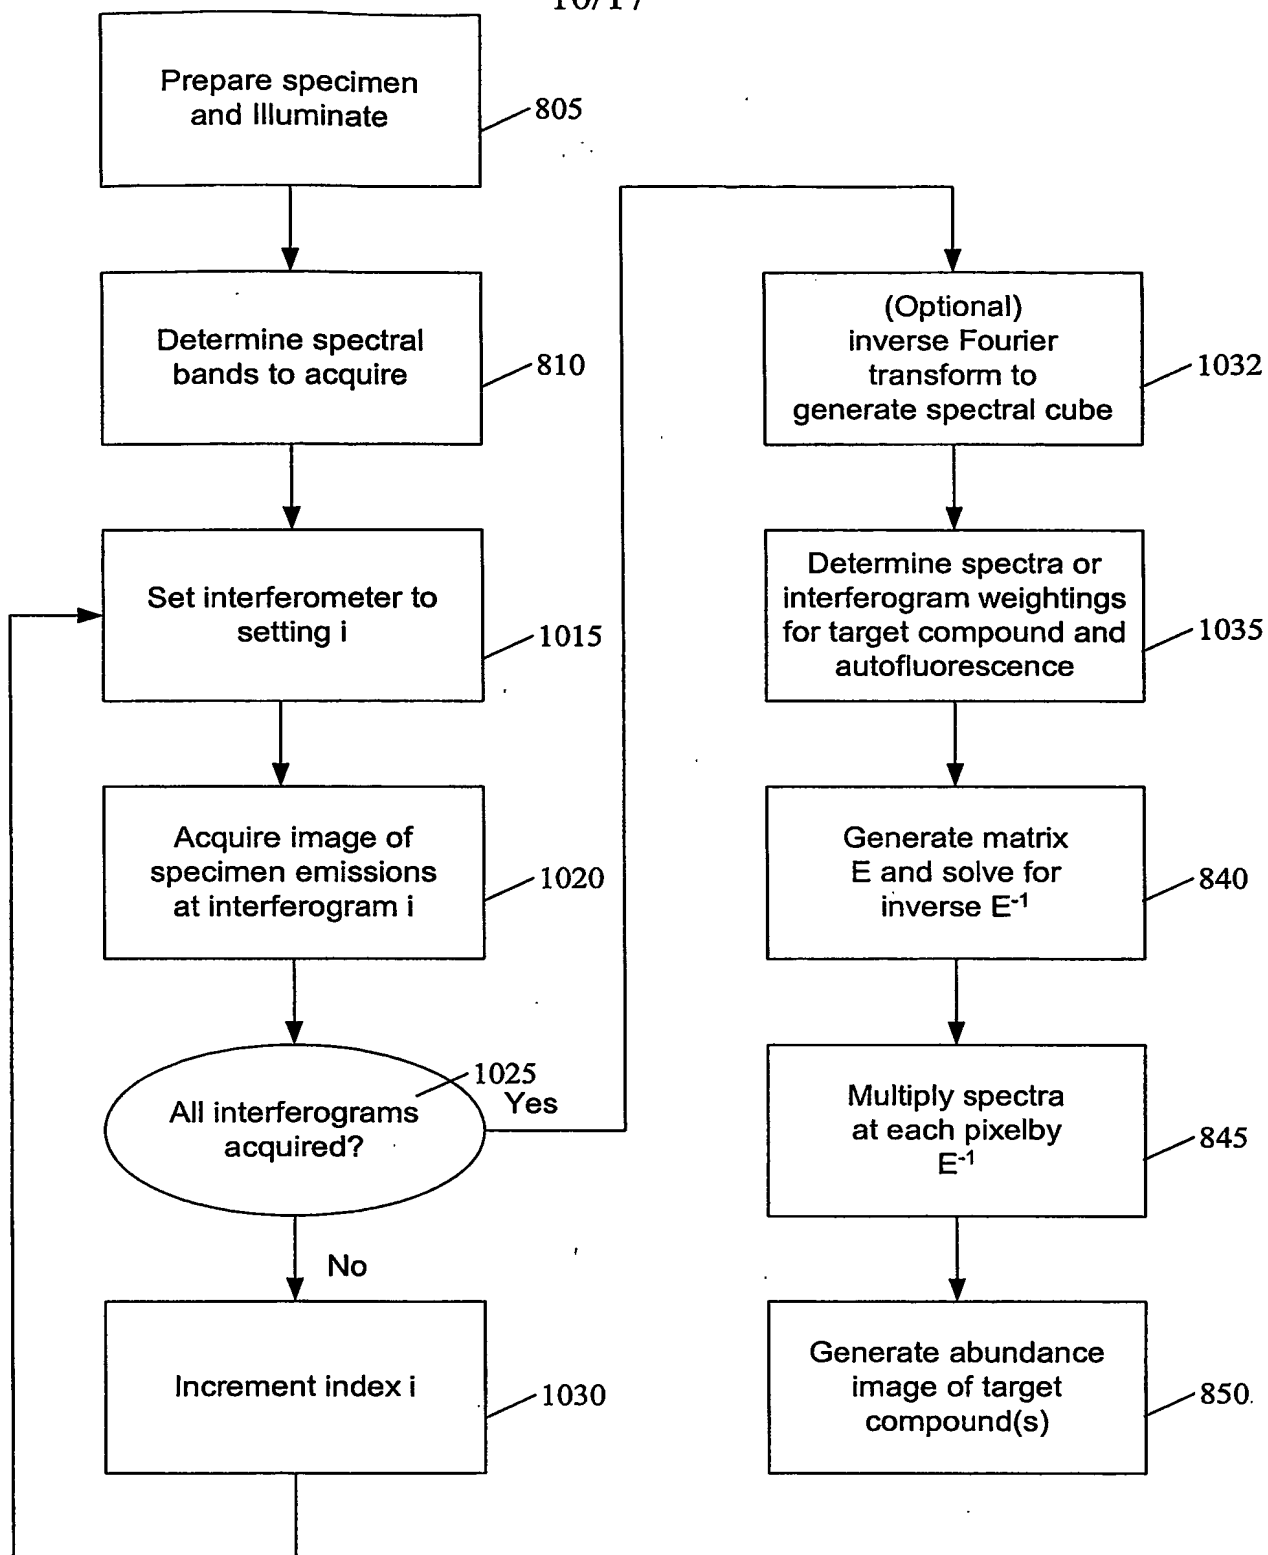 10/17
Prepare specimen
and Illuminate
805
Determine spectral
bands to acquire
810
Set interferometer to
setting i
1015
Acquire image of
specimen emissions
at interferogram i
1020
1025
All interferograms
acquired?
Yes
No
Increment index i
1030
(Optional)
inverse Fourier
transform to
generate spectral cube
1032
Determine spectra or
interferogram weightings
for target compound and
autofluorescence
1035
Generate matrix
E and solve for
inverse E⁻¹
840
Multiply spectra
at each pixelby
E⁻¹
845
Generate abundance
image of target
compound(s)
850